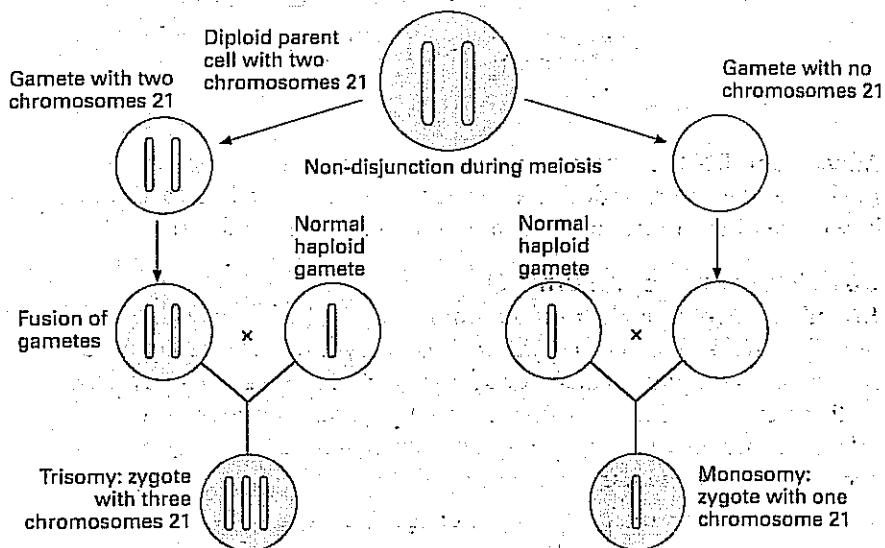 Diploid parent
cell with two
chromosomes 21
Gamete with two
chromosomes 21
Gamete with no
chromosomes 21
Non-disjunction during meiosis
Normal
haploid
gamete
Normal
haploid
gamete
Fusion of
gametes
×
×
Trisomy: zygote
with three
chromosomes 21
Monosomy:
zygote with one
chromosome 21